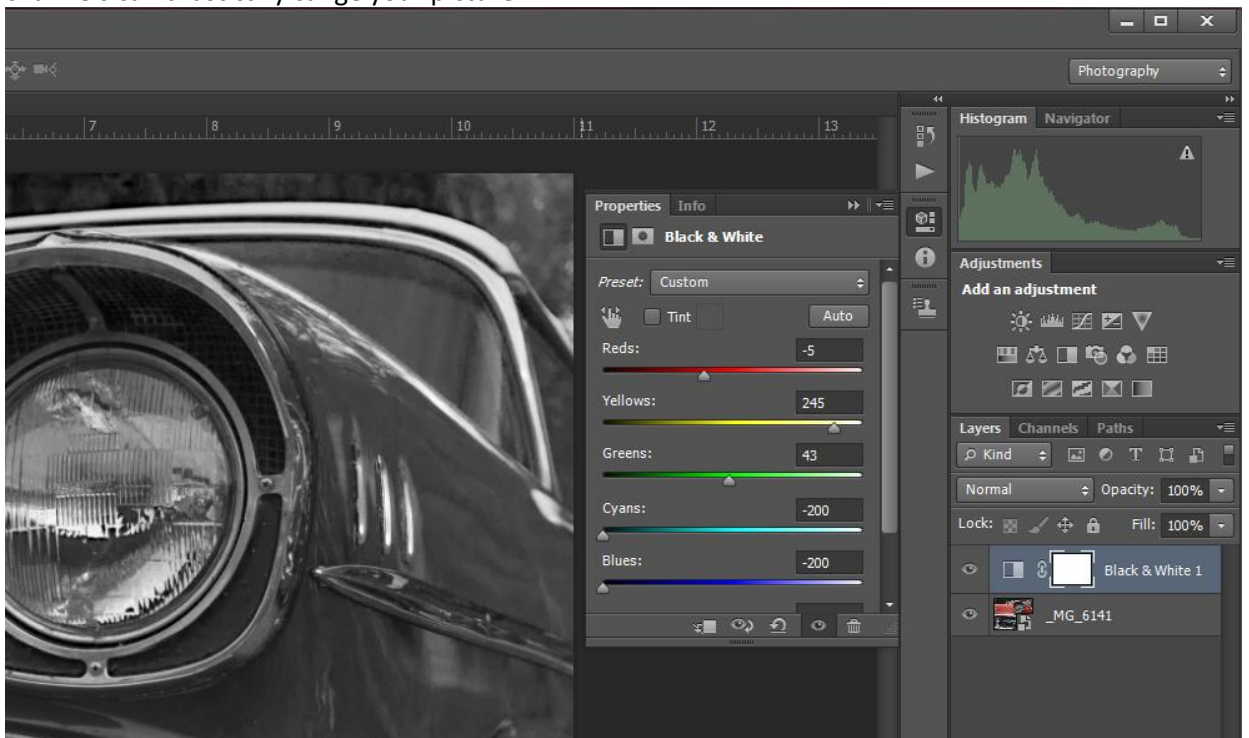 Photography
7 8 9 10 11 12 13
Histogram Navigator
Properties Info
Black & White
Preset: Custom
Tint Auto
Reds: -5
Yellows: 245
Greens: 43
Cyans: -200
Blues: -200
Adjustments
Add an adjustment
Layers Channels Paths
Kind
Normal Opacity: 100%
Lock: Fill: 100%
Black & White 1
_MG_6141